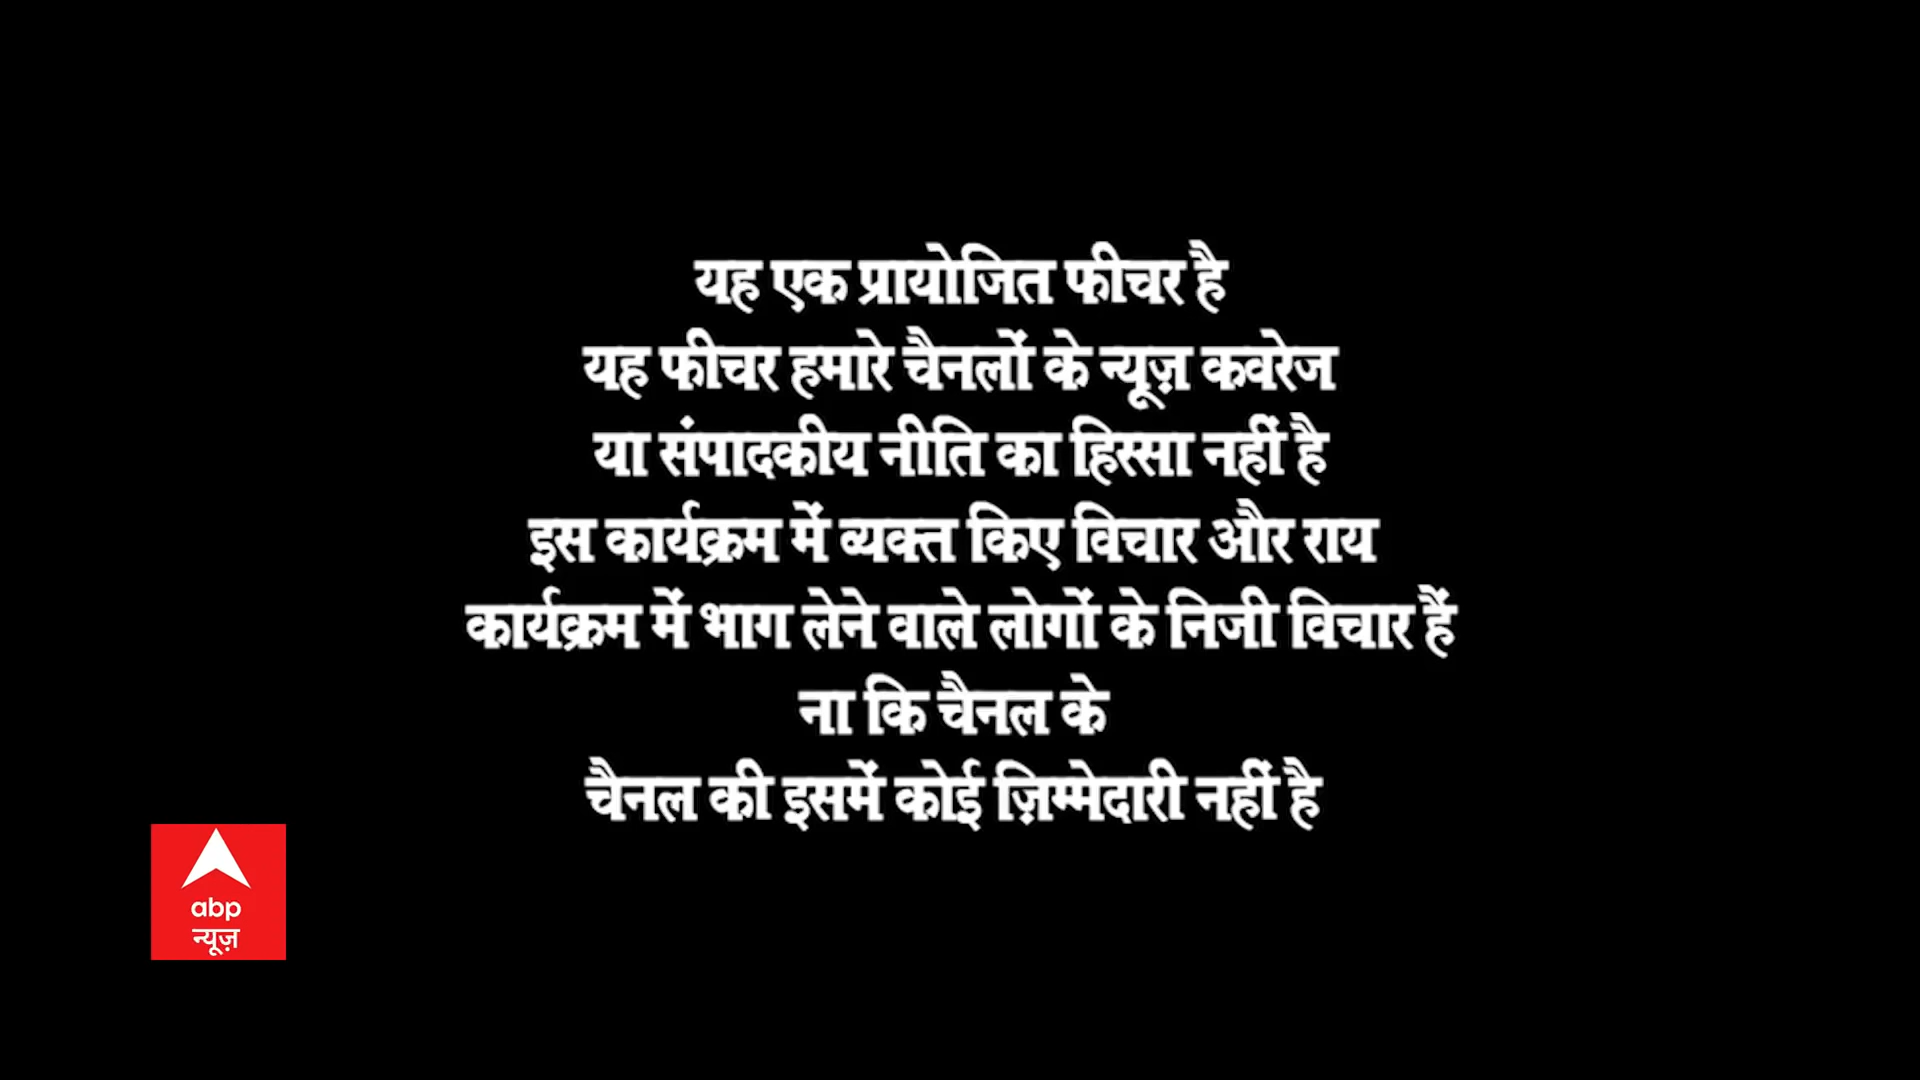 यह एक प्रायोजित फीचर है
यह फीचर हमारे चैनलों के न्यूज़ कवरेज
या संपादकीय नीति का हिस्सा नहीं है
इस कार्यक्रम में व्यक्त किए विचार और राय
कार्यक्रम में भाग लेने वाले लोगों के निजी विचार हैं
ना कि चैनल के
चैनल की इसमें कोई ज़िम्मेदारी नहीं है
abp
न्यूज़